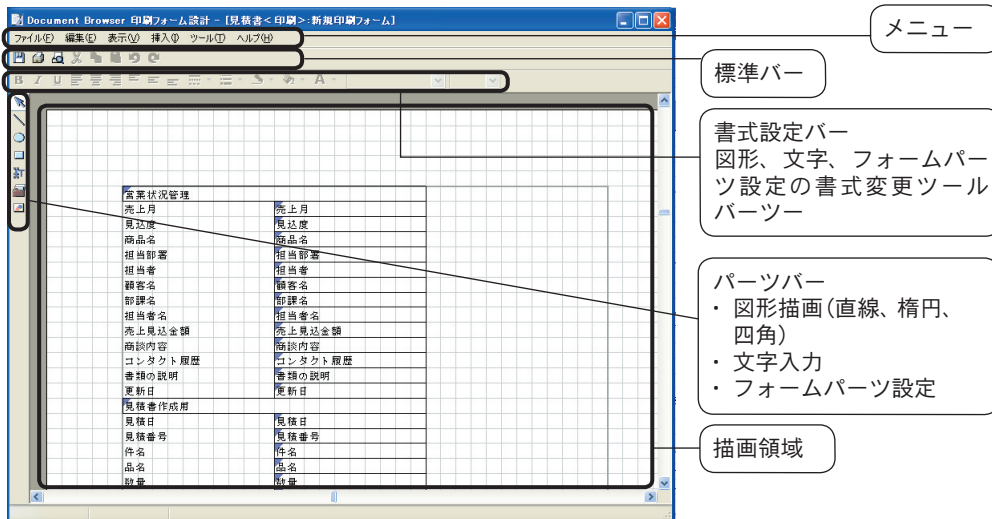 Document Browser 印刷フォーム設計 - [見積書<印刷>:新規印刷フォーム]
ファイル(F) 編集(E) 表示(V) 挿入(I) ツール(T) ヘルプ(H)
B I U A
営業状況管理
売上月 売上月
見込度 見込度
商品名 商品名
担当部署 担当部署
担当者 担当者
顧客名 顧客名
部課名 部課名
担当者名 担当者名
売上見込金額 売上見込金額
商談内容 商談内容
コンタクト履歴 コンタクト履歴
書類の説明 書類の説明
更新日 更新日
見積書作成用
見積日 見積日
見積番号 見積番号
件名 件名
品名 品名
数量 数量
メニュー
標準バー
書式設定バー
図形、文字、フォームパー
ツ設定の書式変更ツール
バーツー
パーツバー
・ 図形描画(直線、楕円、
四角)
・ 文字入力
・ フォームパーツ設定
描画領域